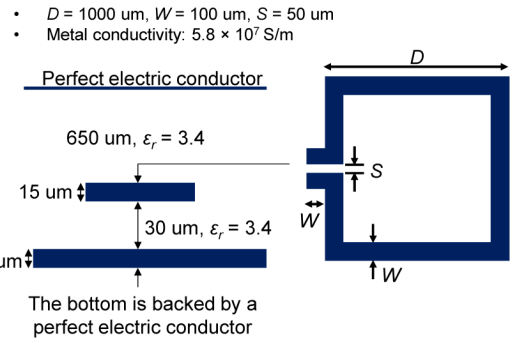 • D = 1000 um, W = 100 um, S = 50 um
• Metal conductivity: 5.8 × 10⁷ S/m
D
Perfect electric conductor
650 um, εᵣ = 3.4
S
15 um
W
30 um, εᵣ = 3.4
um
W
The bottom is backed by a
perfect electric conductor